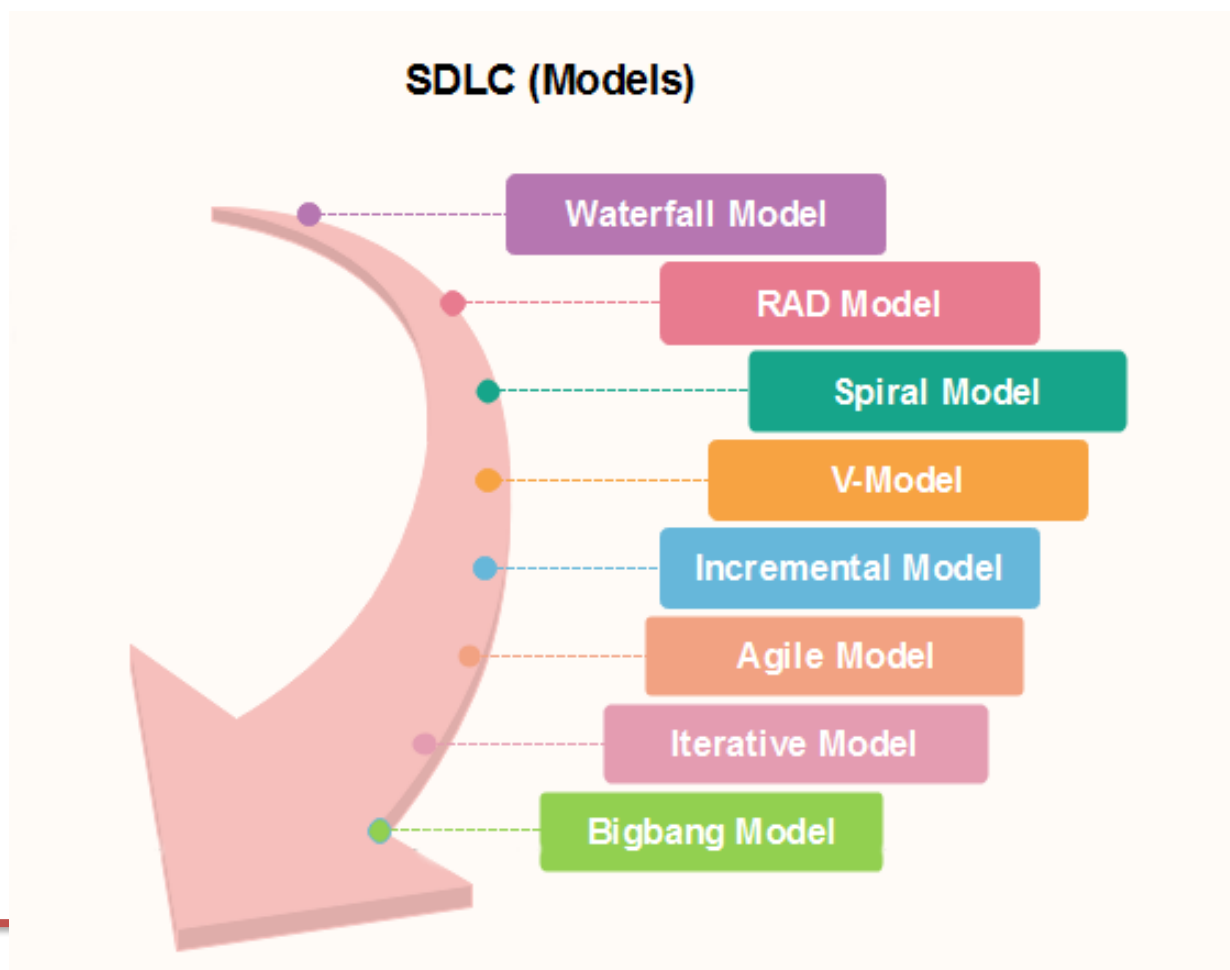 SDLC (Models)
Waterfall Model
RAD Model
Spiral Model
V-Model
Incremental Model
Agile Model
Iterative Model
Bigbang Model